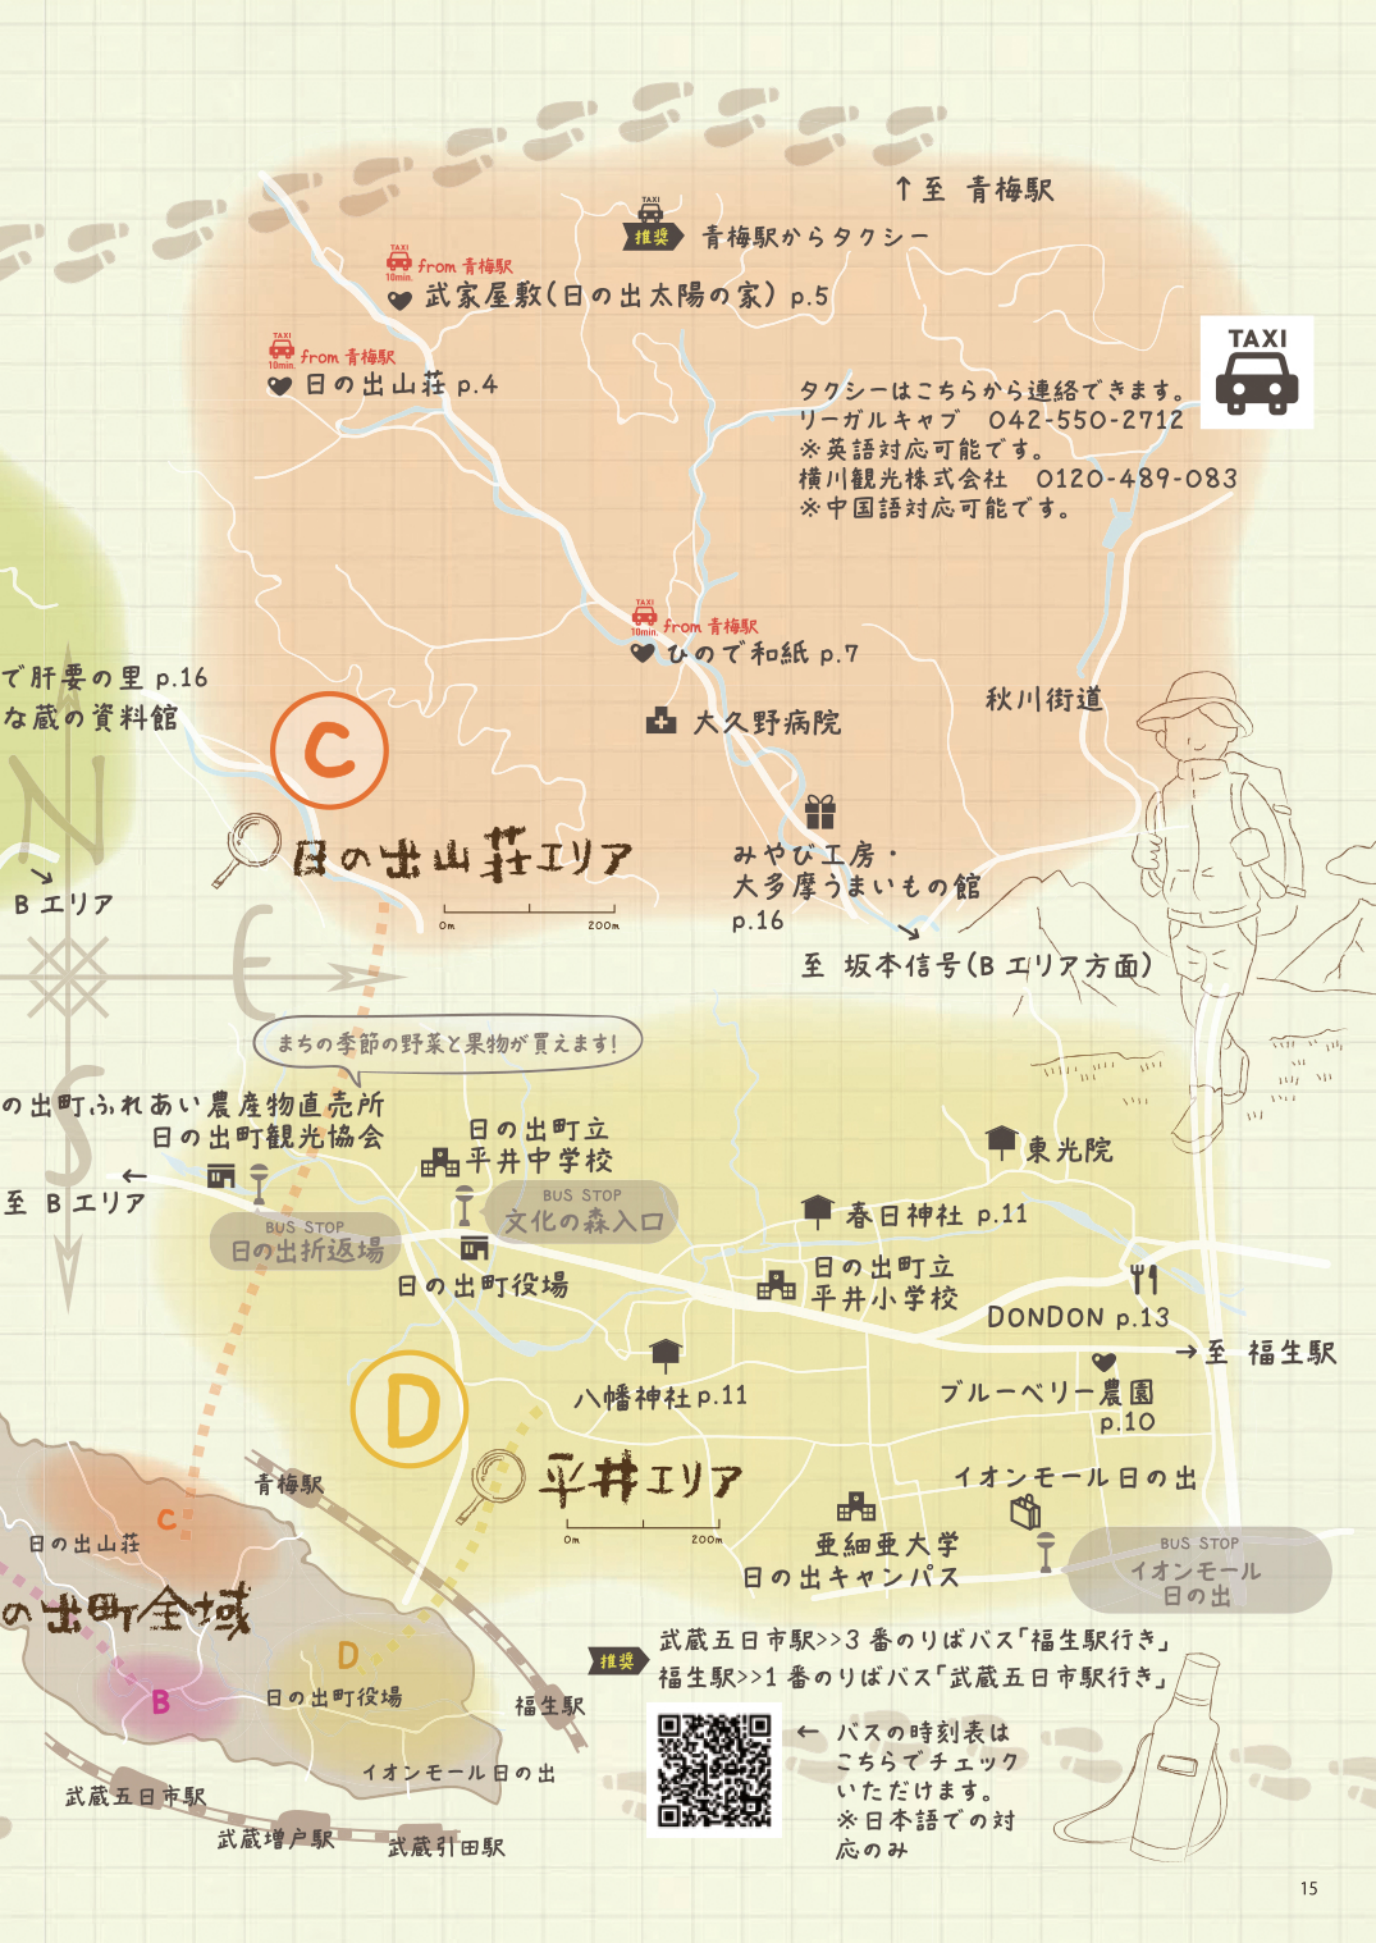 ↑至 青梅駅
TAXI
推奨 青梅駅からタクシー
TAXI
10min. from 青梅駅
武家屋敷(日の出太陽の家) p.5
TAXI
10min. from 青梅駅
日の出山荘 p.4
TAXI
タクシーはこちらから連絡できます。
リーガルキャブ 042-550-2712
※英語対応可能です。
横川観光株式会社 0120-489-083
※中国語対応可能です。
TAXI
10min. from 青梅駅
ひので和紙 p.7
大久野病院
秋川街道
で肝要の里 p.16
な蔵の資料館
C
日の出山荘エリア
0m 200m
みやび工房・
大多摩うまいもの館
p.16
↘
至 坂本信号(B エリア方面)
N
↘
B エリア
E
S
まちの季節の野菜と果物が買えます!
の出町ふれあい農産物直売所
日の出町観光協会
←
至 B エリア
BUS STOP
日の出折返場
日の出町立
平井中学校
BUS STOP
文化の森入口
日の出町役場
東光院
春日神社 p.11
日の出町立
平井小学校
DONDON p.13
→至 福生駅
八幡神社 p.11
ブルーベリー農園
p.10
D
平井エリア
0m 200m
イオンモール日の出
亜細亜大学
日の出キャンパス
BUS STOP
イオンモール
日の出
青梅駅
C
日の出山荘
の出町全域
D
日の出町役場
B
福生駅
イオンモール日の出
武蔵五日市駅
武蔵増戸駅
武蔵引田駅
推奨 武蔵五日市駅>>3 番のりばバス「福生駅行き」
福生駅>>1 番のりばバス「武蔵五日市駅行き」
← バスの時刻表は
こちらでチェック
いただけます。
※日本語での対
応のみ
15